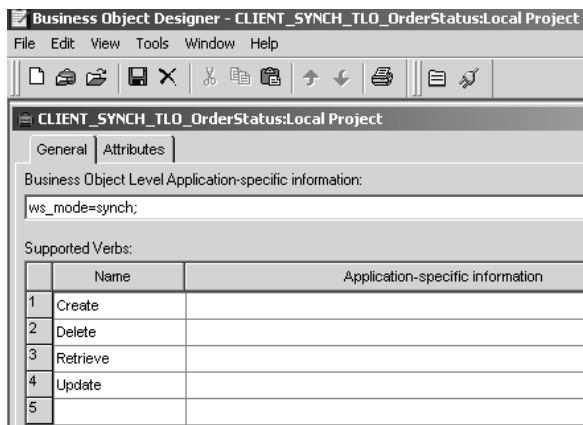 Business Object Designer - CLIENT_SYNCH_TLO_OrderStatus:Local Project
File Edit View Tools Window Help
CLIENT_SYNCH_TLO_OrderStatus:Local Project
General Attributes
Business Object Level Application-specific information:
ws_mode=synch;
Supported Verbs:
Name Application-specific information
1 Create
2 Delete
3 Retrieve
4 Update
5